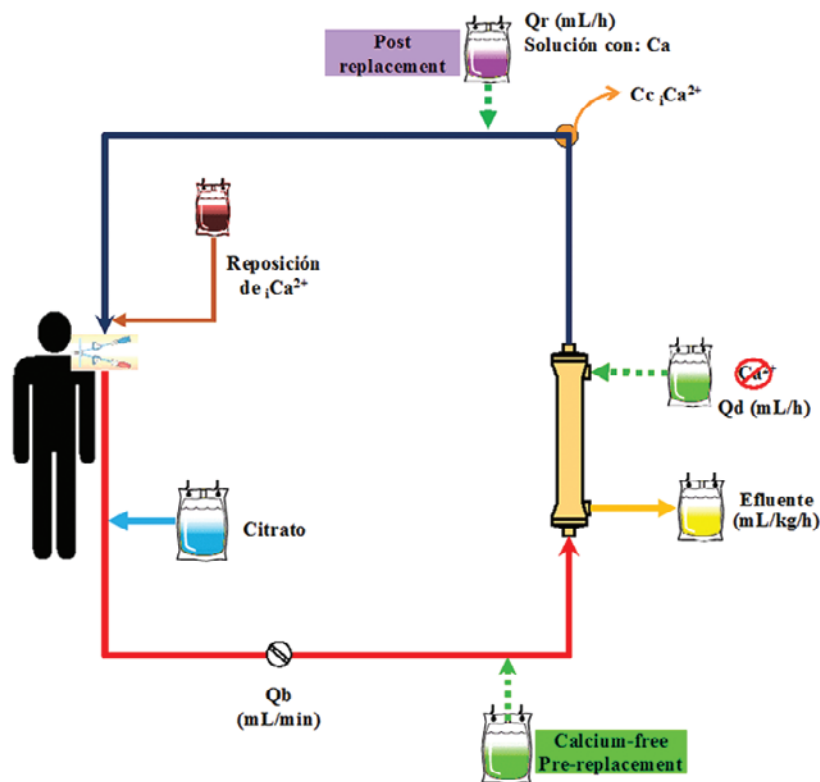 Post
replacement
Qr (mL/h)
Solución con: Ca
Cc ᵢCa²⁺
Reposición
de ᵢCa²⁺
Ca²⁺
Qd (mL/h)
Efluente
(mL/kg/h)
Citrato
Qb
(mL/min)
Calcium-free
Pre-replacement